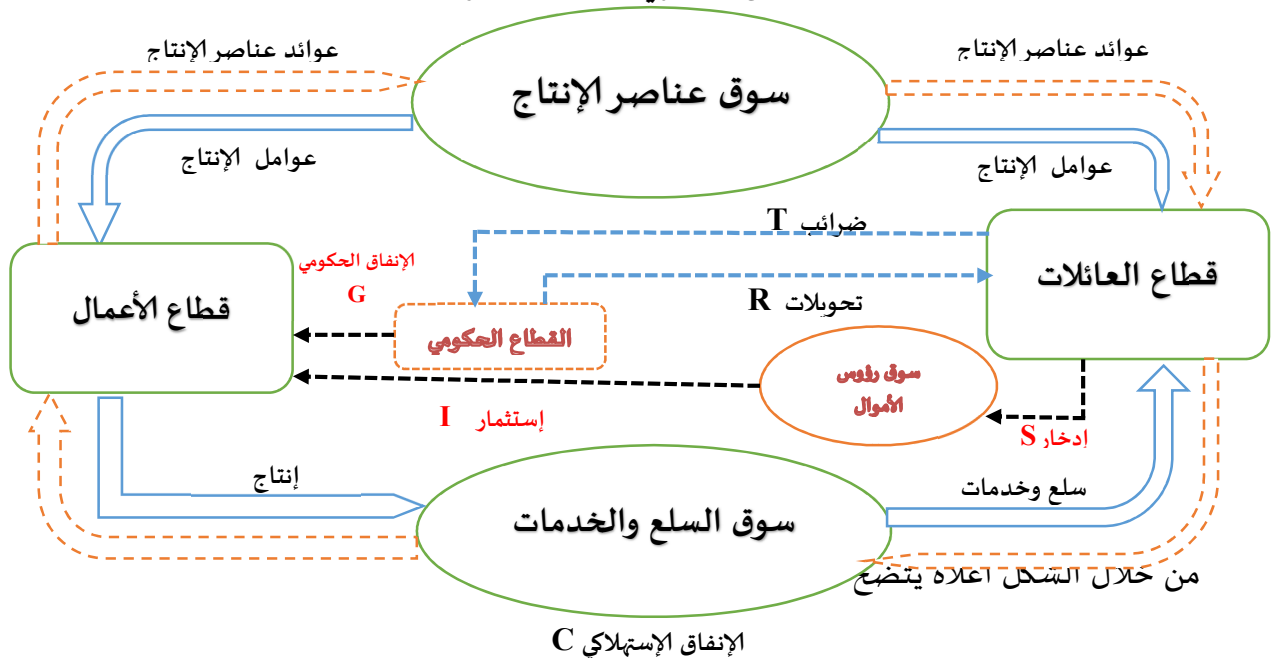 عوائد عناصر الإنتاج
عوائد عناصر الإنتاج
سوق عناصر الإنتاج
عوامل الإنتاج
عوامل الإنتاج
ضرائب T
قطاع العائلات
الإنفاق الحكومي
G
قطاع الأعمال
تحويلات R
القطاع الحكومي
سوق رؤوس
الأموال
إستثمار I
إدخار S
إنتاج
سلع وخدمات
سوق السلع والخدمات
من خلال الشكل أعلاه يتضح
الإنفاق الإستهلاكي C